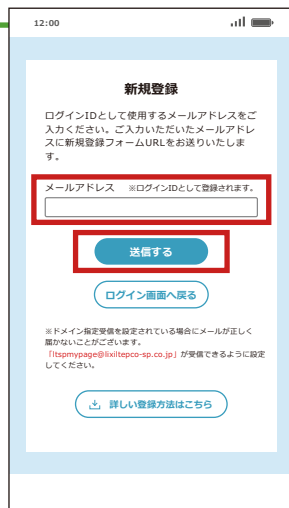 12:00
新規登録
ログインIDとして使用するメールアドレスをご
入力ください。ご入力いただいたメールアドレ
スに新規登録フォームURLをお送りいたしま
す。
メールアドレス ※ログインIDとして登録されます。
送信する
ログイン画面へ戻る
※ドメイン指定受信を設定されている場合にメールが正しく
届かないことがございます。
「ltspmypage@lixiltepco-sp.co.jp」が受信できるように設定
してください。
詳しい登録方法はこちら